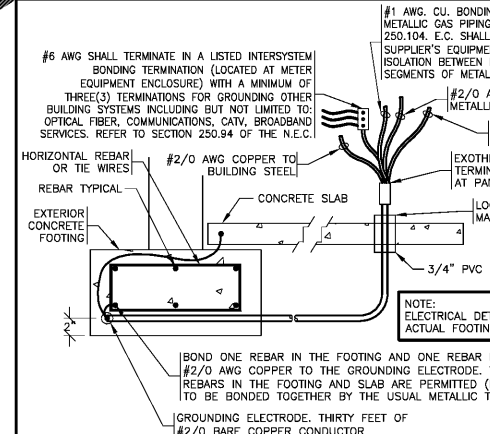 #1 AWG. CU. BONDIN
METALLIC GAS PIPING
250.104. E.C. SHALL
SUPPLIER'S EQUIPME
ISOLATION BETWEEN
SEGMENTS OF METAL
#6 AWG SHALL TERMINATE IN A LISTED INTERSYSTEM
BONDING TERMINATION (LOCATED AT METER
EQUIPMENT ENCLOSURE) WITH A MINIMUM OF
THREE(3) TERMINATIONS FOR GROUNDING OTHER
BUILDING SYSTEMS INCLUDING BUT NOT LIMITED TO:
OPTICAL FIBER, COMMUNICATIONS, CATV, BROADBAND
SERVICES. REFER TO SECTION 250.94 OF THE N.E.C.
#2/0 A
METALLI
HORIZONTAL REBAR
OR TIE WIRES
#2/0 AWG COPPER TO
BUILDING STEEL
EXOTH
TERMIN
AT PAN
REBAR TYPICAL
CONCRETE SLAB
LO
MA
EXTERIOR
CONCRETE
FOOTING
3/4" PVC
NOTE:
ELECTRICAL DET
ACTUAL FOOTIN
2"
BOND ONE REBAR IN THE FOOTING AND ONE REBAR
#2/0 AWG COPPER TO THE GROUNDING ELECTRODE.
REBARS IN THE FOOTING AND SLAB ARE PERMITTED (
TO BE BONDED TOGETHER BY THE USUAL METALLIC T
GROUNDING ELECTRODE. THIRTY FEET OF
#2/0 BARE COPPER CONDUCTOR